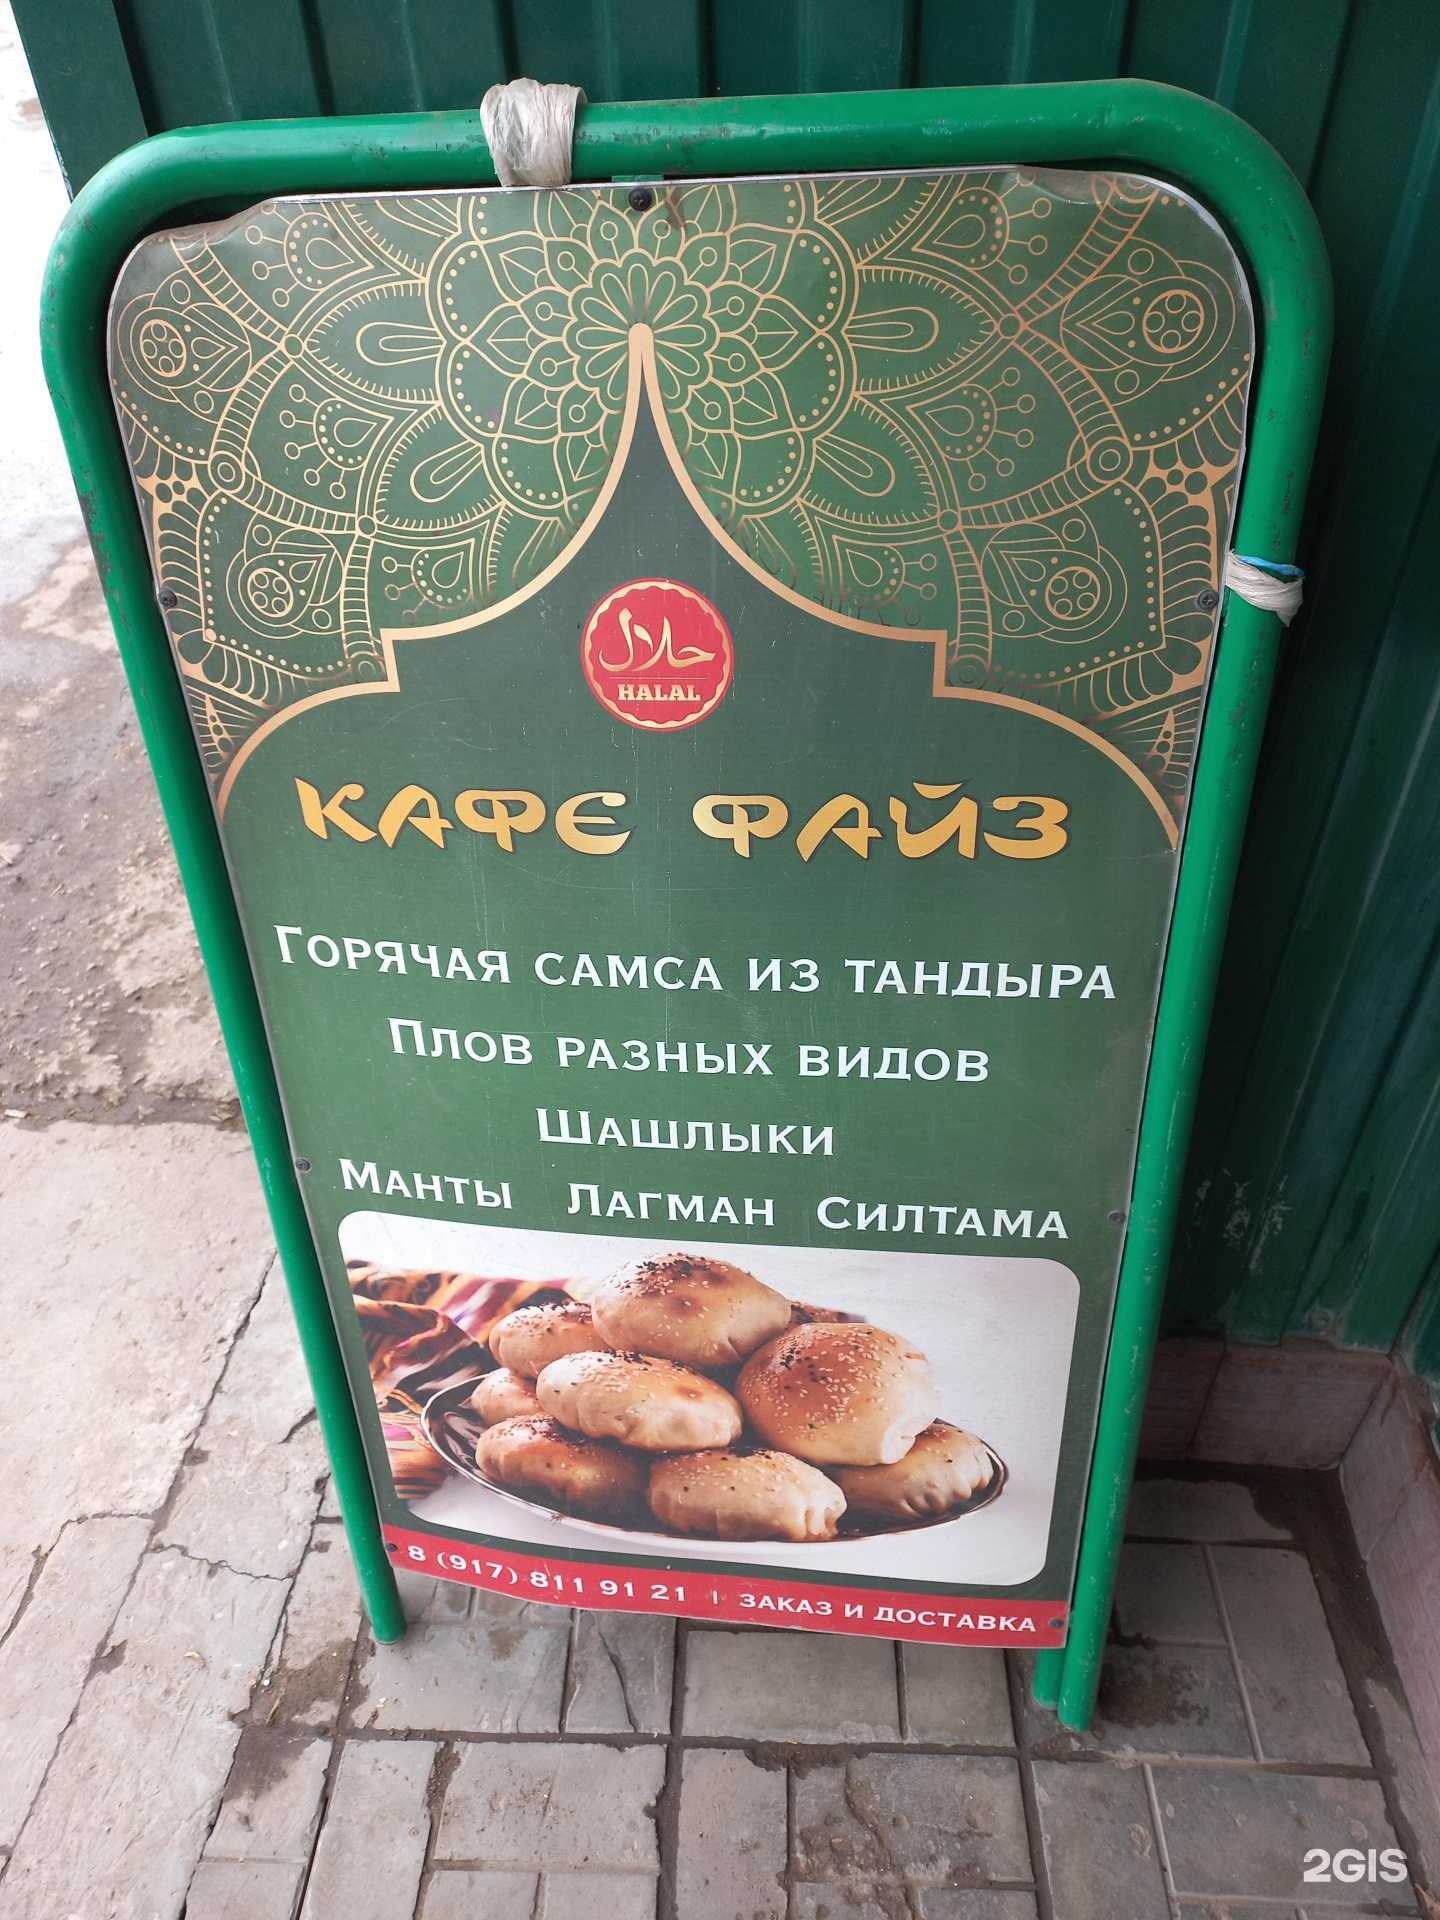 حلال
HALAL
КАФЕ ФАЙЗ
ГОРЯЧАЯ САМСА ИЗ ТАНДЫРА
ПЛОВ РАЗНЫХ ВИДОВ
ШАШЛЫКИ
МАНТЫ ЛАГМАН СИЛТАМА
8 (917) 811 91 21 | ЗАКАЗ И ДОСТАВКА
2GIS